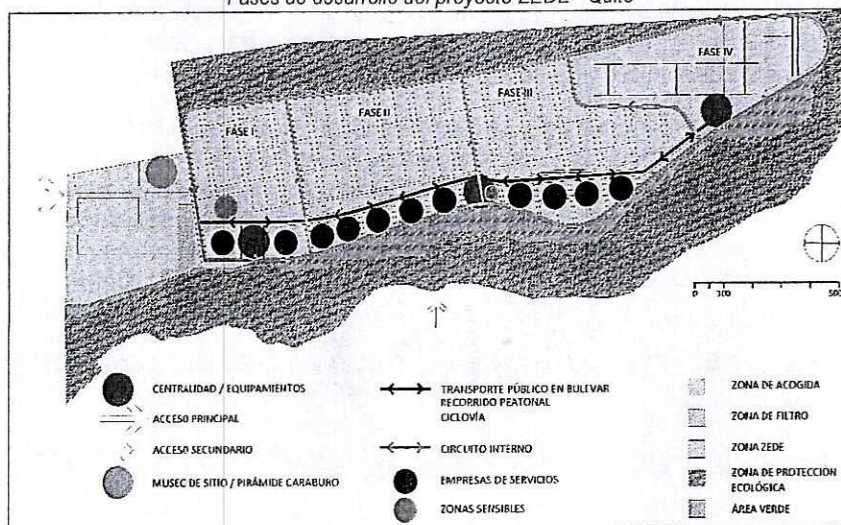 Fases de desarrollo del proyecto ZEDE - Quito
FASE I
FASE II
FASE III
FASE IV
0 100 500
CENTRALIDAD / EQUIPAMIENTOS
ACCESO PRINCIPAL
ACCESO SECUNDARIO
MUSEC DE SITIO / PIRÁMIDE CARABURO
TRANSPORTE PÚBLICO EN BULEVAR
RECORRIDO PEATONAL
CICLOVÍA
CIRCUITO INTERNO
EMPRESAS DE SERVICIOS
ZONAS SENSIBLES
ZONA DE ACOGIDA
ZONA DE FILTRO
ZONA ZEDE
ZONA DE PROTECCIÓN
ECOLÓGICA
ÁREA VERDE